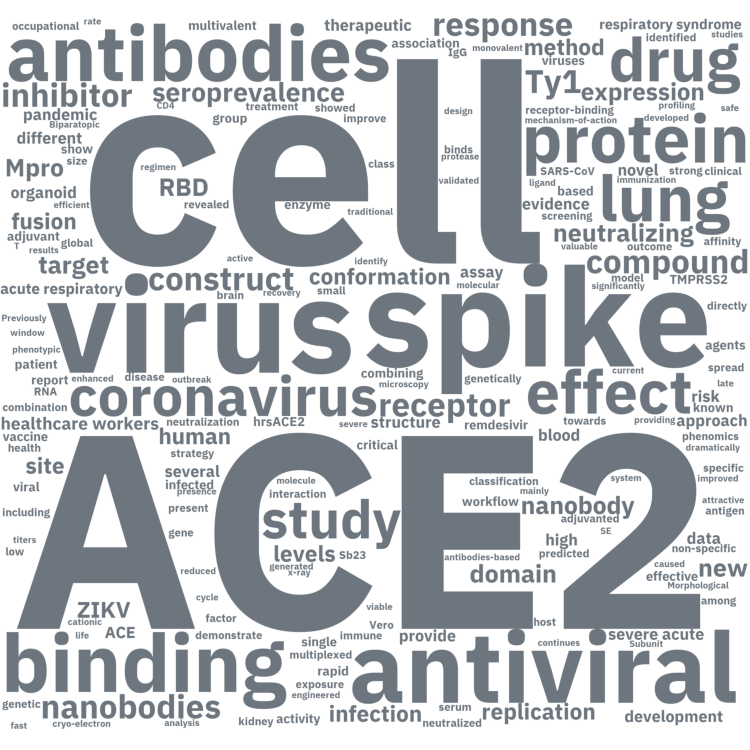 occupational rate multivalent therapeutic response respiratory syndrome
antibodies association IgG monovalent method viruses identified studies drug
inhibitor seroprevalence Ty1 expression
pandemic CD4 treatment showed design receptor-binding profiling safe
Biparatopic group improve mechanism-of-action developed
different cell protein
show size class binds protease
Mpro regimen RBD validated SARS-CoV novel strong clinical
organoid efficient revealed enzyme ligand based immunization lung
fusion traditional evidence screening
adjuvant T global neutralizing affinity
results valuable outcome
target active identify compound
construct conformation assay model TMPRSS2
acute respiratory brain recovery small molecular significantly
virus spike directly
Previously
window
phenotypic agents
patient combining genetically current spread
report enhanced disease outbreak microscopy effect late
RNA coronavirus receptor risk
combination known
healthcare workers neutralization hrsACE2 severe structure remdesivir towards providing approach
vaccine human critical blood phenomics
health strategy dramatically
site several ACE2 specific
viral infected presence molecule interaction classification mainly system improved
including present study workflow nanobody attractive antigen
titers gene adjuvanted SE
low levels Sb23 high predicted data non-specific
reduced generated x-ray antibodies-based domain caused effective new
cycle Morphological
ZIKV cationic factor viable among
life ACE demonstrate immune Vero provide host severe acute
binding single multiplexed antiviral continues Subunit
rapid
exposure
engineered
genetic nanobodies serum replication
fast cryo-electron analysis kidney activity infection neutralized development